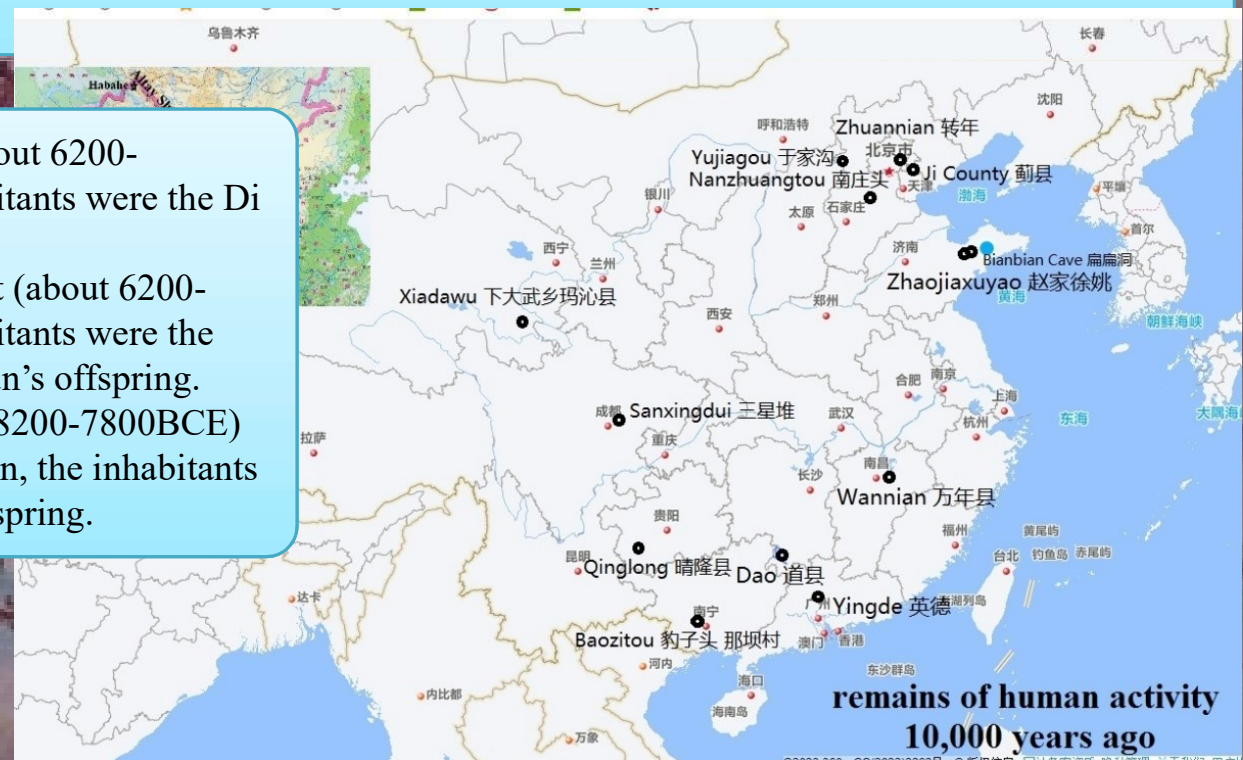 乌鲁木齐
长春
Habahe
Altay Sh
沈阳
呼和浩特
Zhuannian 转年
北京市
Yujiagou 于家沟
Ji County 蓟县
Nanzhuangtou 南庄头
天津
渤海
平壤
银川
石家庄
太原
首尔
济南
西宁
兰州
Bianbian Cave 扁扁洞
Zhaojiaxuyao 赵家徐姚
黄海
Xiadawu 下大武乡玛沁县
郑州
西安
朝鲜海峡
out 6200-
itants were the Di
t (about 6200-
itants were the
n's offspring.
8200-7800BCE)
n, the inhabitants
spring.
合肥
南京
上海
成都
Sanxingdui 三星堆
武汉
杭州
东海
大隅海
拉萨
重庆
南昌
长沙
Wannian 万年县
贵阳
福州
黄尾屿
昆明
Qinglong 晴隆县
Dao 道县
台北
钓鱼岛
赤尾屿
达卡
广州
Yingde 英德
湖列岛
南宁
Baozitou 豹子头 那坝村
澳门
香港
河内
东沙群岛
内比都
海口
海南岛
万象
remains of human activity
10,000 years ago